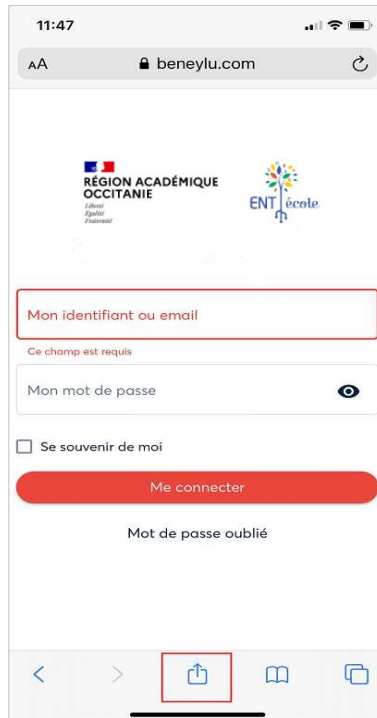 11:47
AA beneylu.com
RÉGION ACADÉMIQUE
OCCITANIE
Liberté
Égalité
Fraternité
ENT école
Mon identifiant ou email
Ce champ est requis
Mon mot de passe
Se souvenir de moi
Me connecter
Mot de passe oublié